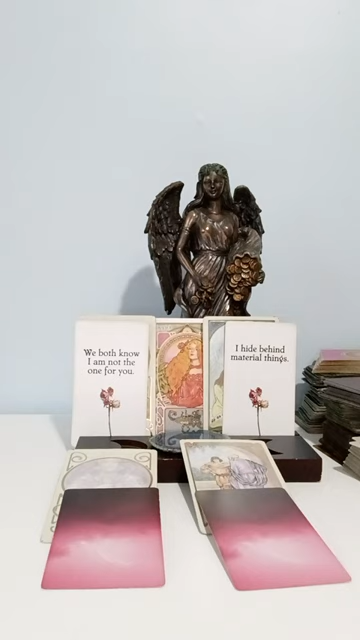 We both know
I am not the
one for you.
I hide behind
material things.